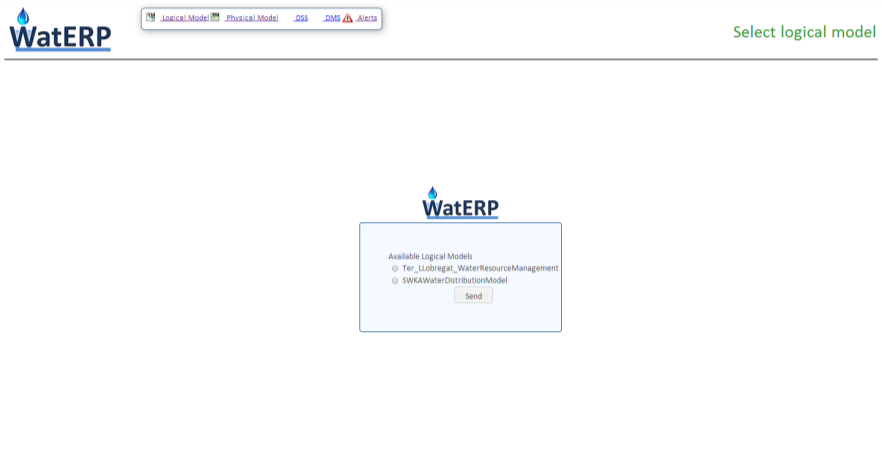 WatERP
Logical Model Physical Model DSS DMS Alerts
Select logical model
WatERP
Available Logical Models
Ter_LLobregat_WaterResourceManagement
SWKAWaterDistributionModel
Send